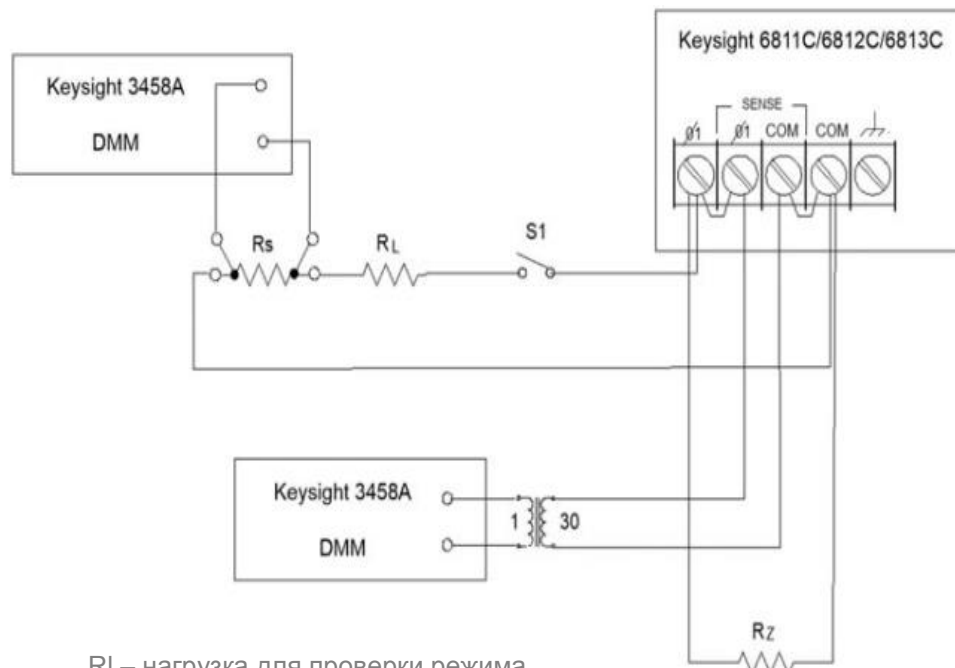 Keysight 3458A
DMM
Keysight 6811C/6812C/6813C
SENSE
ø1 ø1 COM COM
Rs
RL
S1
Keysight 3458A
DMM
1 30
Rz
RL– нагрузка для проверки режима